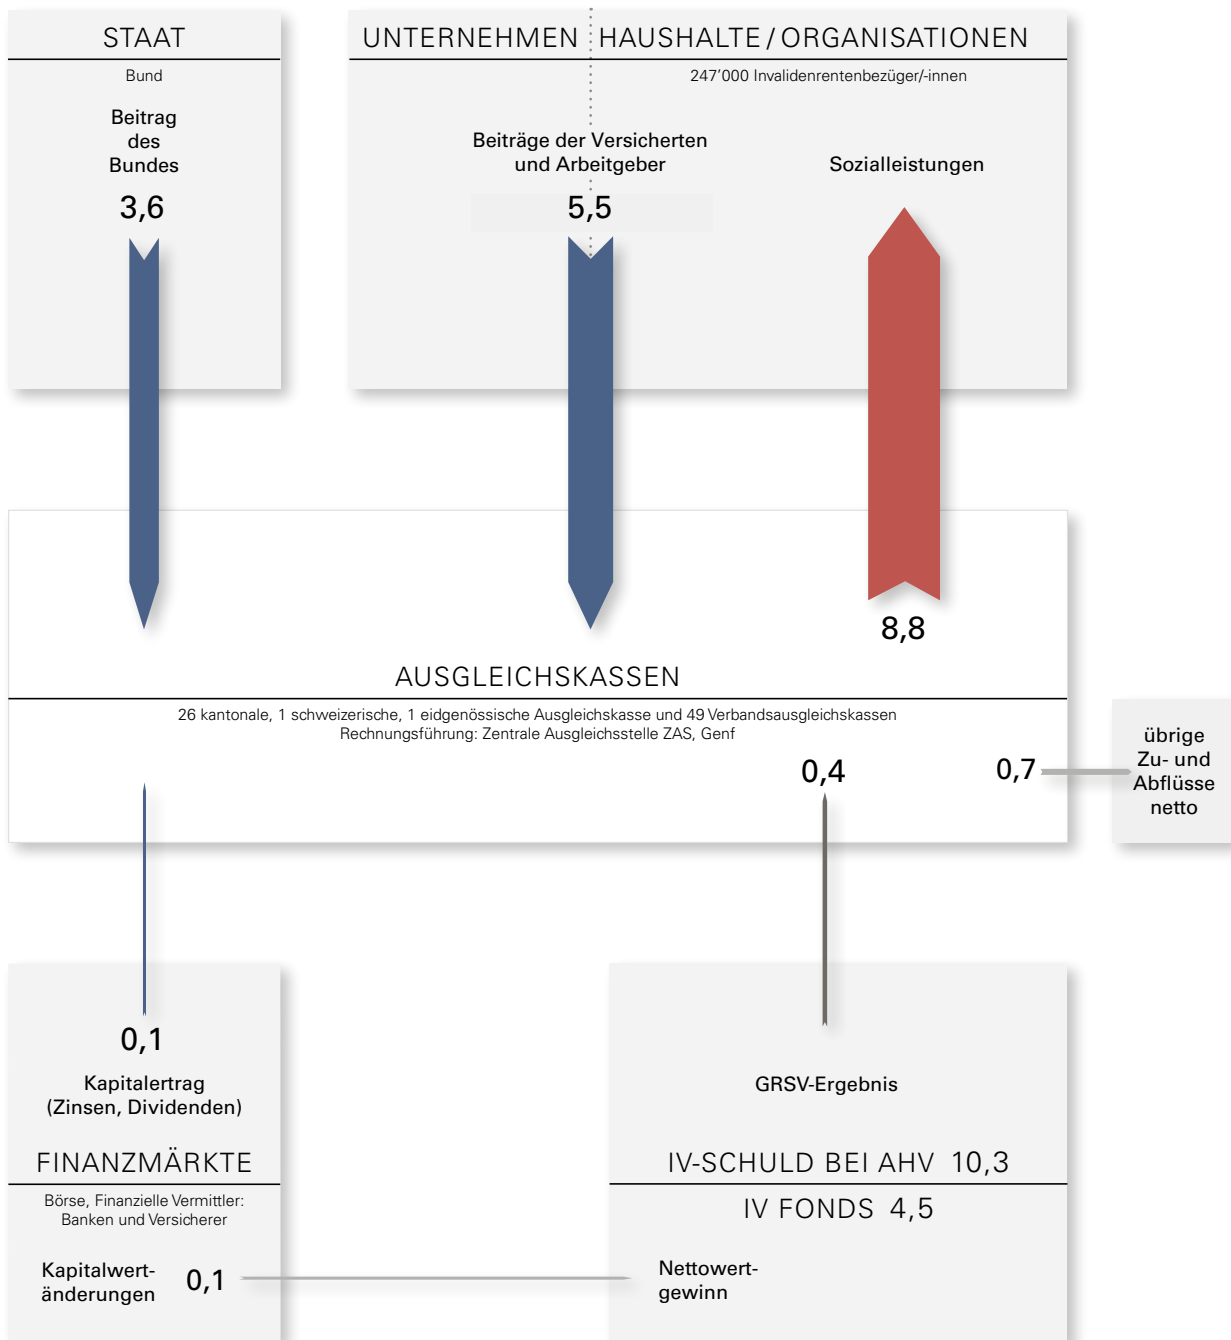 STAAT
Bund
Beitrag
des
Bundes
3,6
UNTERNEHMEN HAUSHALTE / ORGANISATIONEN
247’000 Invalidenrentenbezüger/-innen
Beiträge der Versicherten
und Arbeitgeber
5,5
Sozialleistungen
8,8
AUSGLEICHSKASSEN
26 kantonale, 1 schweizerische, 1 eidgenössische Ausgleichskasse und 49 Verbandsausgleichskassen
Rechnungsführung: Zentrale Ausgleichsstelle ZAS, Genf
0,4
0,7
übrige
Zu- und
Abflüsse
netto
0,1
Kapitalertrag
(Zinsen, Dividenden)
FINANZMÄRKTE
Börse, Finanzielle Vermittler:
Banken und Versicherer
Kapitalwert-
änderungen
0,1
GRSV-Ergebnis
IV-SCHULD BEI AHV 10,3
IV FONDS 4,5
Nettowert-
gewinn